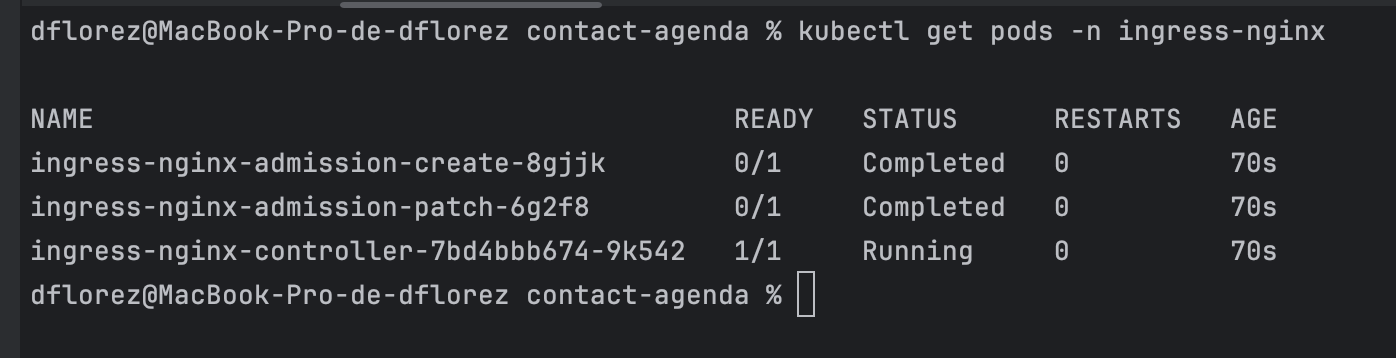 dflorez@MacBook-Pro-de-dflorez contact-agenda % kubectl get pods -n ingress-nginx
NAME READY STATUS RESTARTS AGE
ingress-nginx-admission-create-8gjjk 0/1 Completed 0 70s
ingress-nginx-admission-patch-6g2f8 0/1 Completed 0 70s
ingress-nginx-controller-7bd4bbb674-9k542 1/1 Running 0 70s
dflorez@MacBook-Pro-de-dflorez contact-agenda %